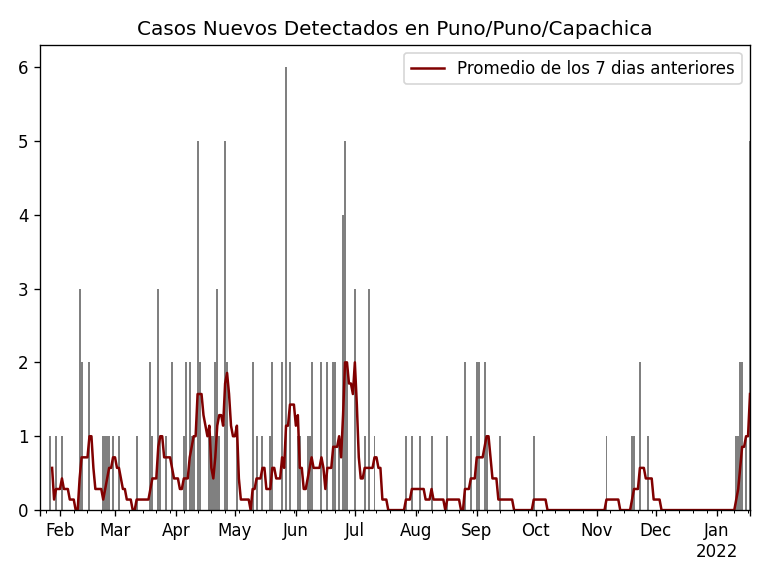 Casos Nuevos Detectados en Puno/Puno/Capachica
Promedio de los 7 dias anteriores
6
5
4
3
2
1
0
Feb Mar Apr May Jun Jul Aug Sep Oct Nov Dec Jan
2022